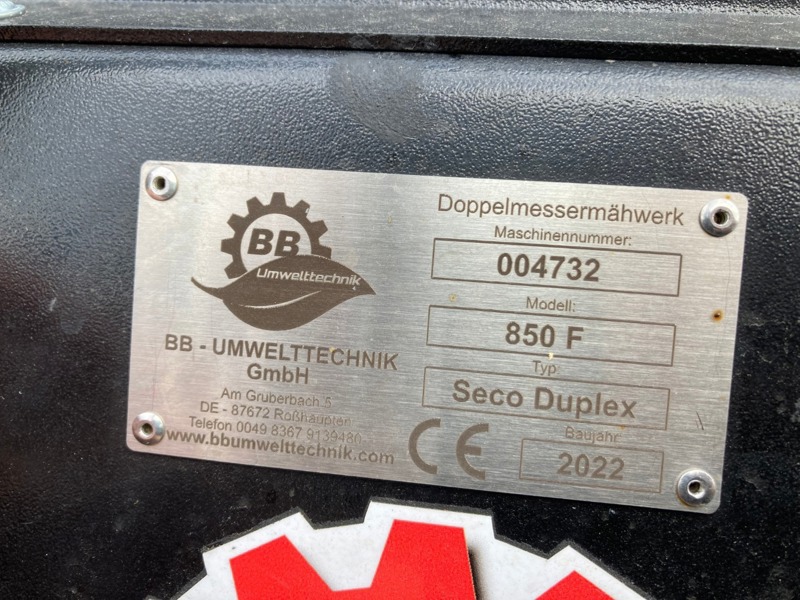 BB
Umwelttechnik
BB - UMWELTTECHNIK
GmbH
Am Gruberbach 5
DE - 87672 Roßhaupten
Telefon 0049 8367 9139480
www.bbumwelttechnik.com
Doppelmessermähwerk
Maschinennummer:
004732
Modell:
850 F
Typ:
Seco Duplex
Baujahr:
2022
CE